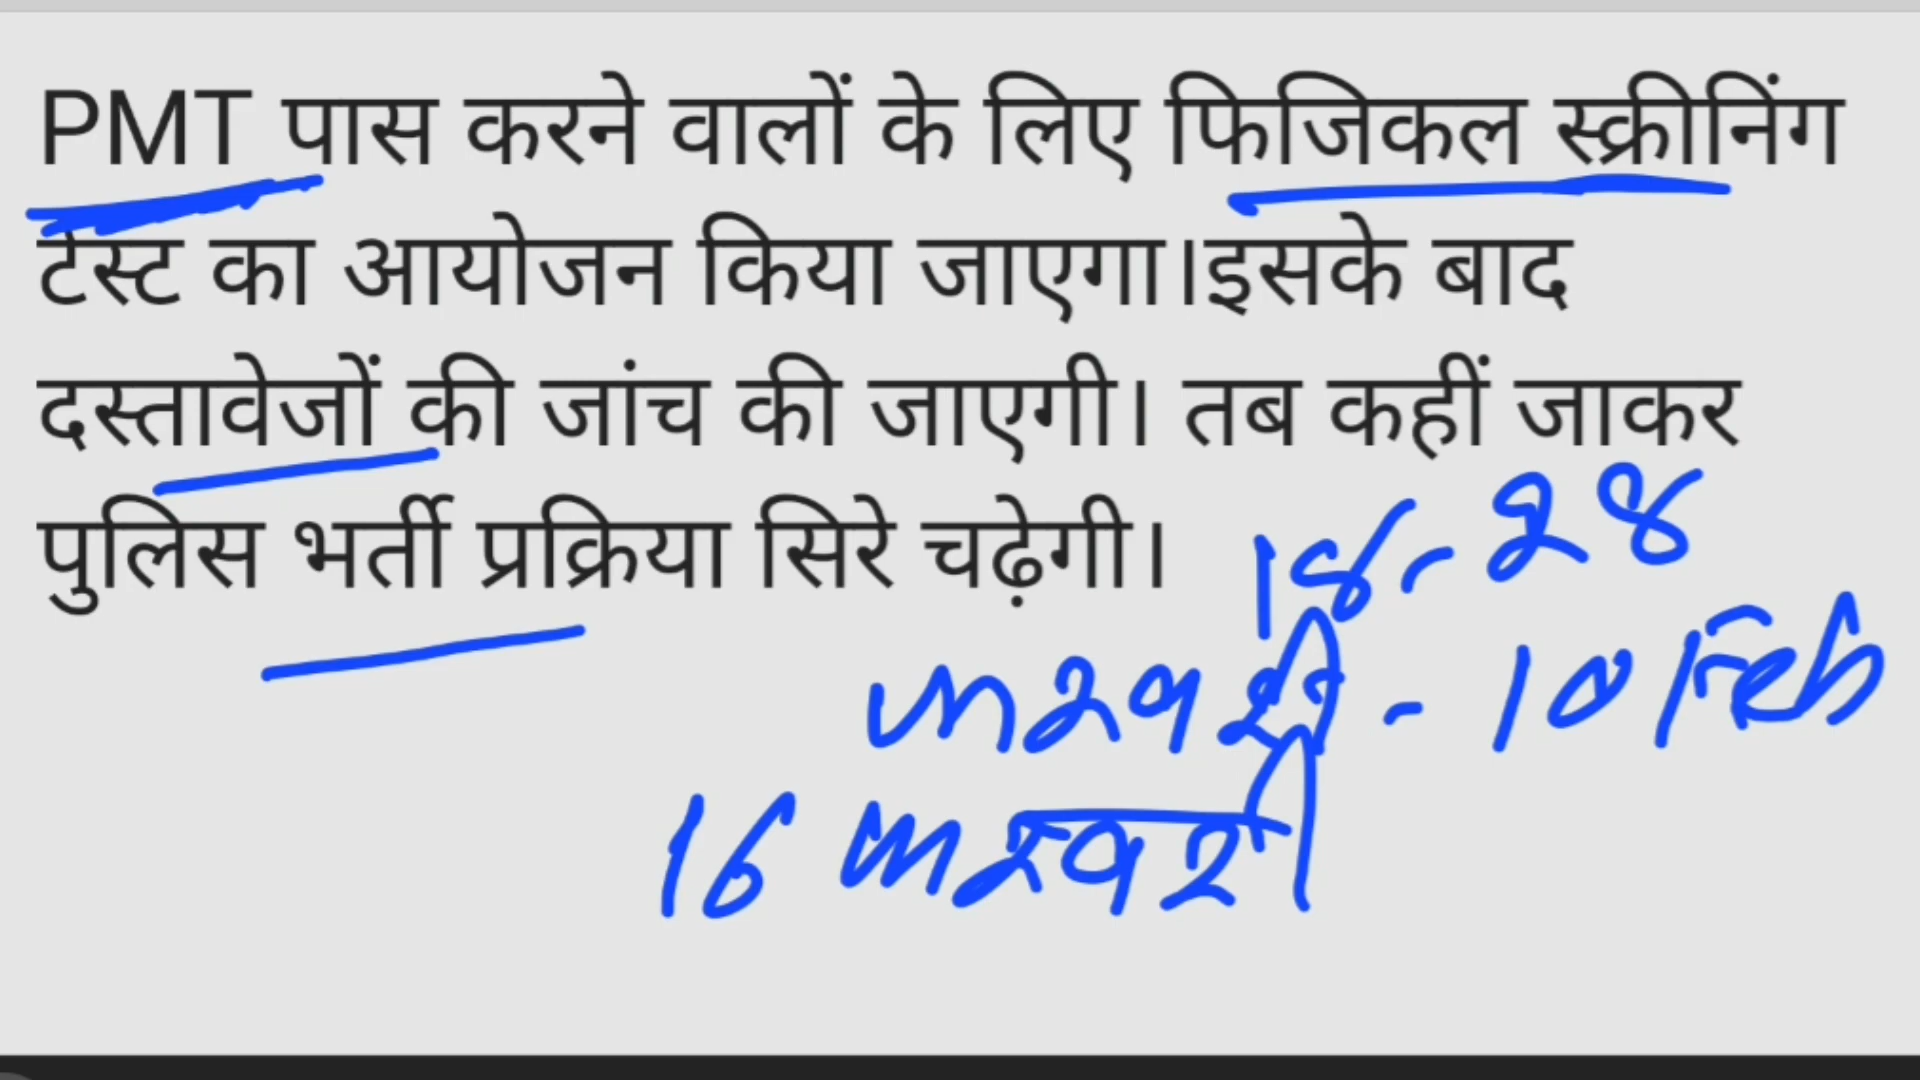 PMT पास करने वालों के लिए फिजिकल स्क्रीनिंग
टेस्ट का आयोजन किया जाएगा।इसके बाद
दस्तावेजों की जांच की जाएगी। तब कहीं जाकर
पुलिस भर्ती प्रक्रिया सिरे चढ़ेगी।
18 - 28
जनवरी - 10 Feb
16 जनवरी